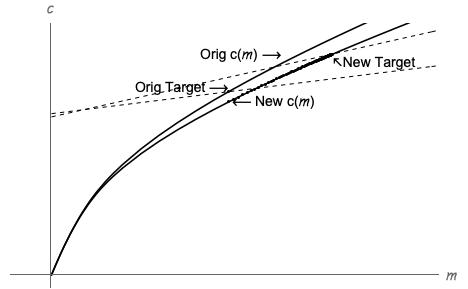 c
Orig c(m) →
↖New Target
Orig Target →
← New c(m)
m